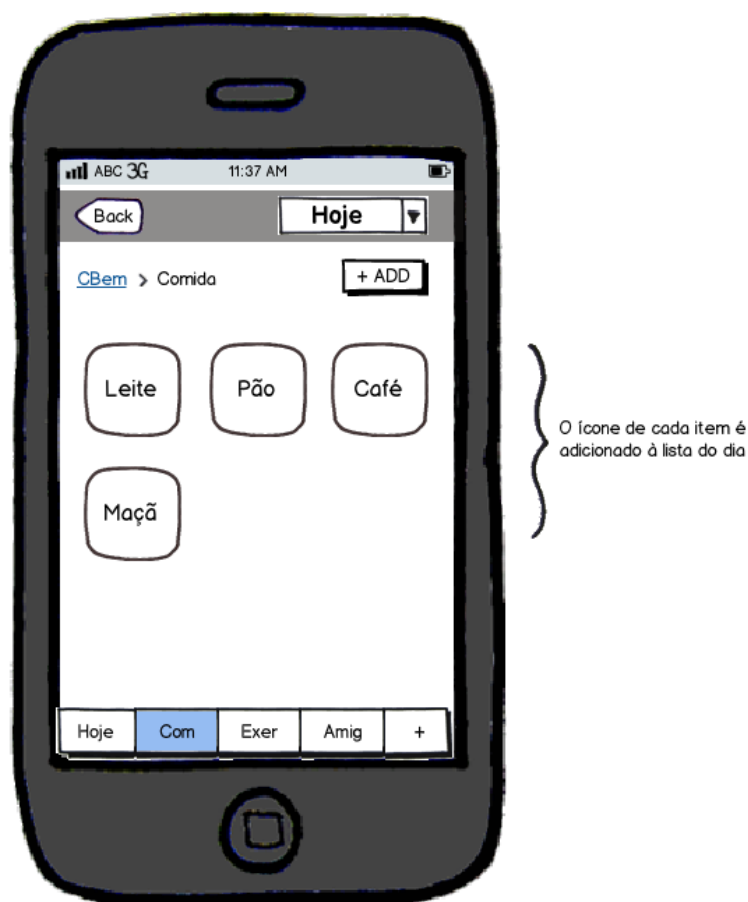 ABC 3G 11:37 AM
Back Hoje
CBem > Comida + ADD
Leite Pão Café
O ícone de cada item é
adicionado à lista do dia
Maçã
Hoje Com Exer Amig +